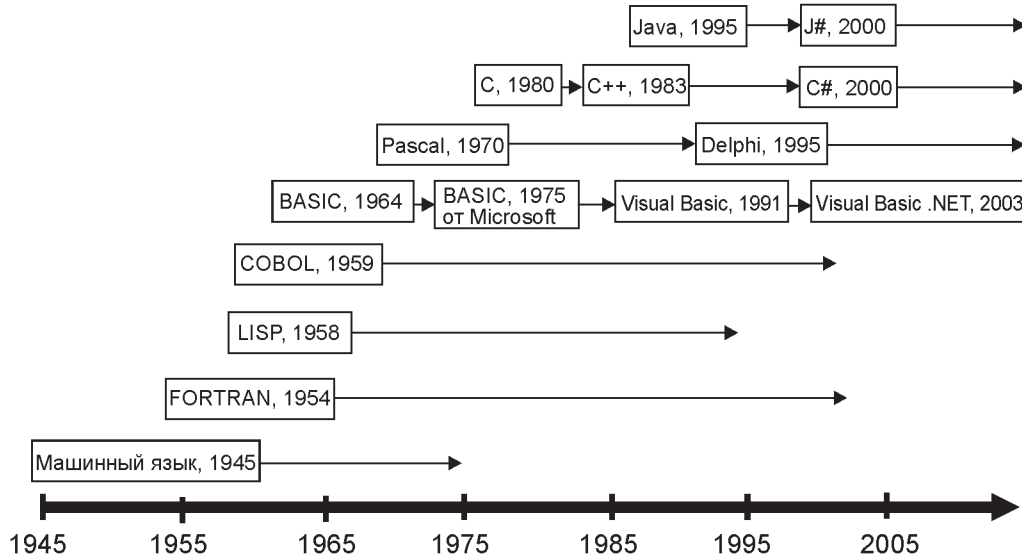 Java, 1995
J#, 2000
C, 1980
C++, 1983
C#, 2000
Pascal, 1970
Delphi, 1995
BASIC, 1964
BASIC, 1975
от Microsoft
Visual Basic, 1991
Visual Basic .NET, 2003
COBOL, 1959
LISP, 1958
FORTRAN, 1954
Машинный язык, 1945
1945
1955
1965
1975
1985
1995
2005